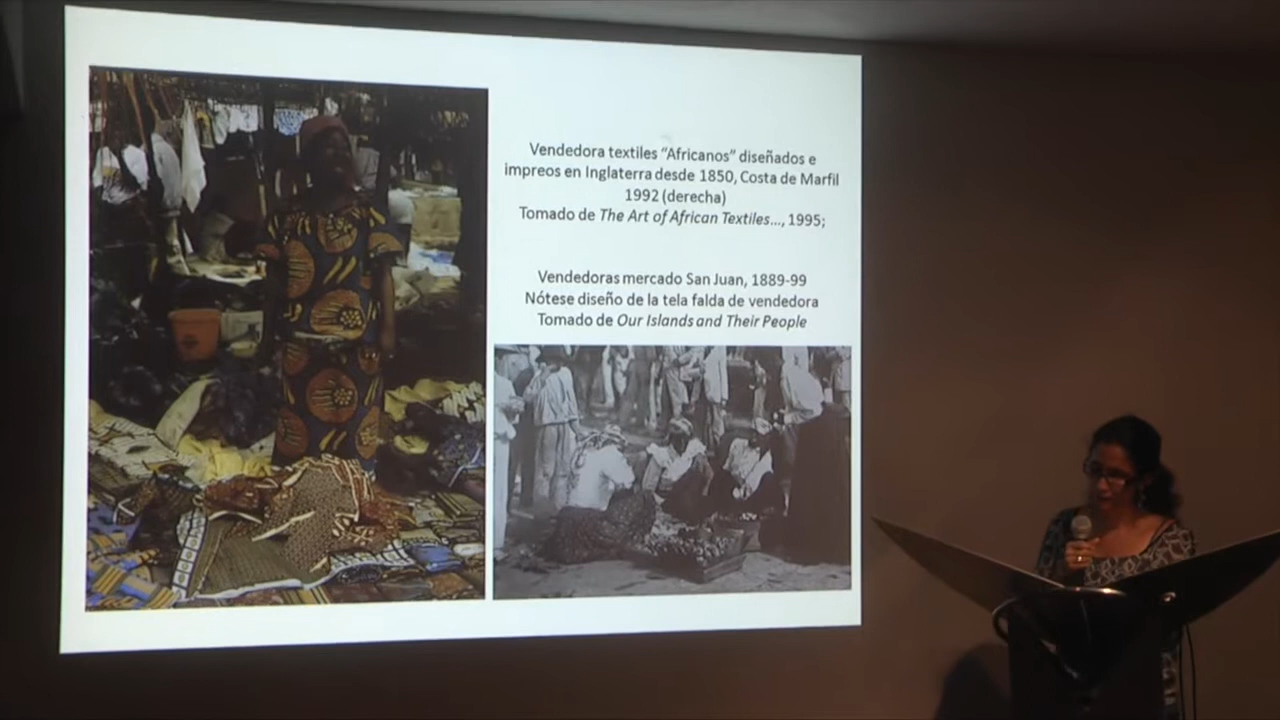 Vendedora textiles “Africanos” diseñados e
impreos en Inglaterra desde 1850, Costa de Marfil
1992 (derecha)
Tomado de The Art of African Textiles..., 1995;
Vendedoras mercado San Juan, 1889-99
Nótese diseño de la tela falda de vendedora
Tomado de Our Islands and Their People